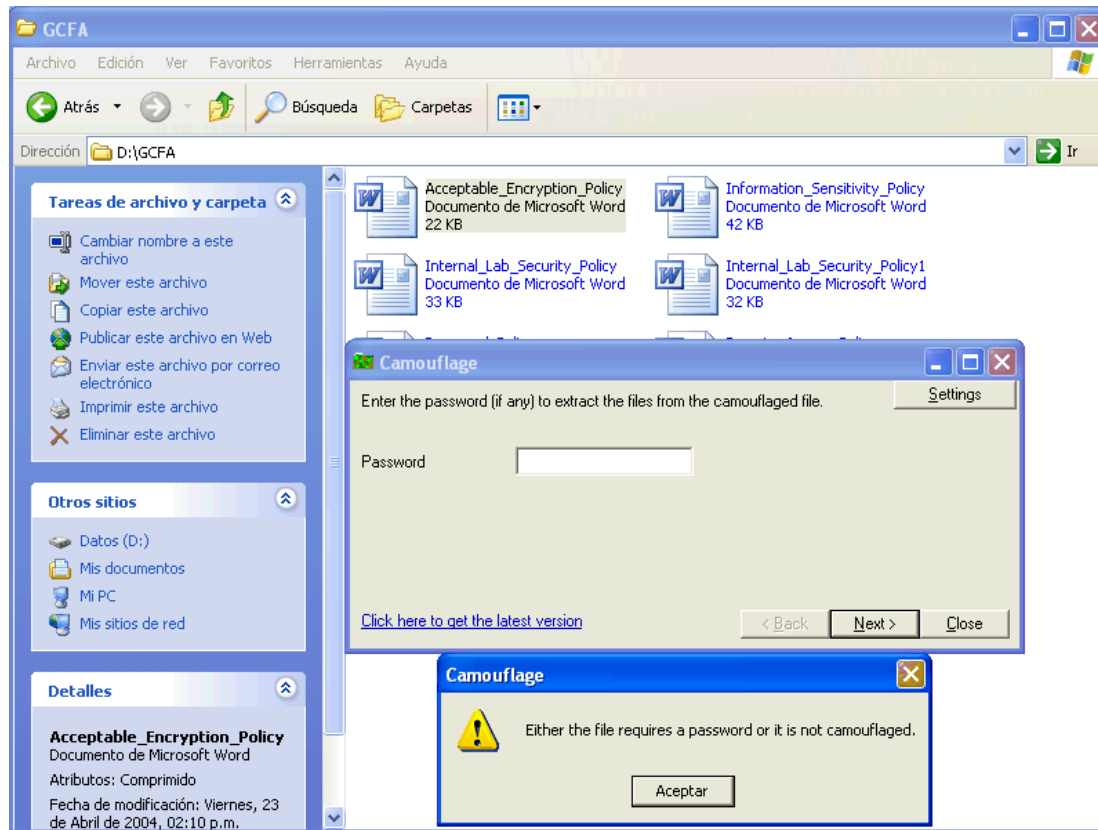 GCFA
Archivo Edición Ver Favoritos Herramientas Ayuda
Atrás Búsqueda Carpetas
Dirección D:\GCFA Ir
Tareas de archivo y carpeta
Cambiar nombre a este
archivo
Mover este archivo
Copiar este archivo
Publicar este archivo en Web
Enviar este archivo por correo
electrónico
Imprimir este archivo
Eliminar este archivo
Otros sitios
Datos (D:)
Mis documentos
Mi PC
Mis sitios de red
Detalles
Acceptable_Encryption_Policy
Documento de Microsoft Word
Atributos: Comprimido
Fecha de modificación: Viernes, 23
de Abril de 2004, 02:10 p.m.
Acceptable_Encryption_Policy
Documento de Microsoft Word
22 KB
Information_Sensitivity_Policy
Documento de Microsoft Word
42 KB
Internal_Lab_Security_Policy
Documento de Microsoft Word
33 KB
Internal_Lab_Security_Policy1
Documento de Microsoft Word
32 KB
Camouflage
Settings
Enter the password (if any) to extract the files from the camouflaged file.
Password
Click here to get the latest version
< Back Next > Close
Camouflage
Either the file requires a password or it is not camouflaged.
Aceptar